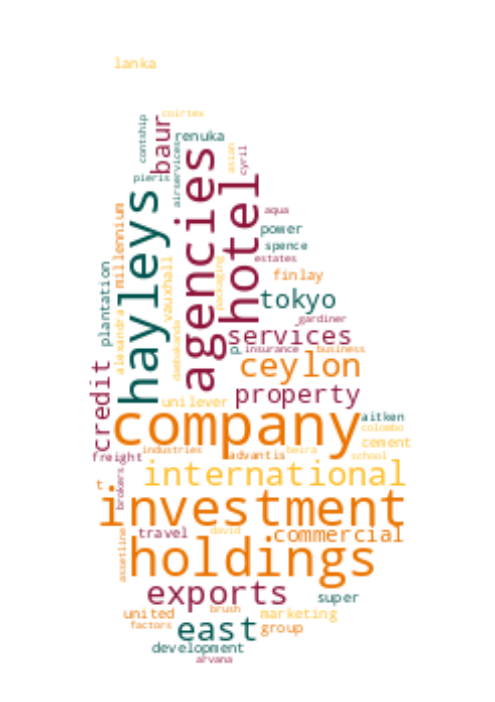 lanka
coirtex
contship
baur
renuka
airservices
agencies
asian
cyril
pieris
hotel
hayleys
millennium
aqua
power
spence
estates
plantation
vauxhall
packaging
finlay
tokyo
alexandra
dambakanda
gardiner
services
p
insurance
business
ceylon
credit
property
unilever
company
aitken
colombo
cement
industries
beira
freight
advantis
school
international
brokers
t
investment
travel
david
commercial
assetline
holdings
exports
super
united
brush
marketing
factors
east
group
development
arvana